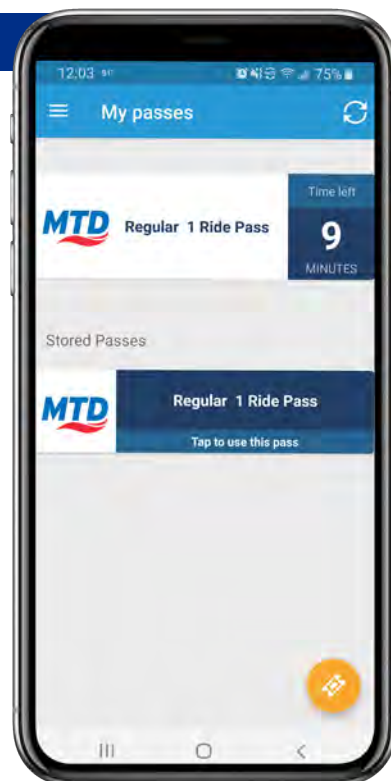 12:03
75%
My passes
MTD
Regular 1 Ride Pass
Time left
9
MINUTES
Stored Passes
MTD
Regular 1 Ride Pass
Tap to use this pass